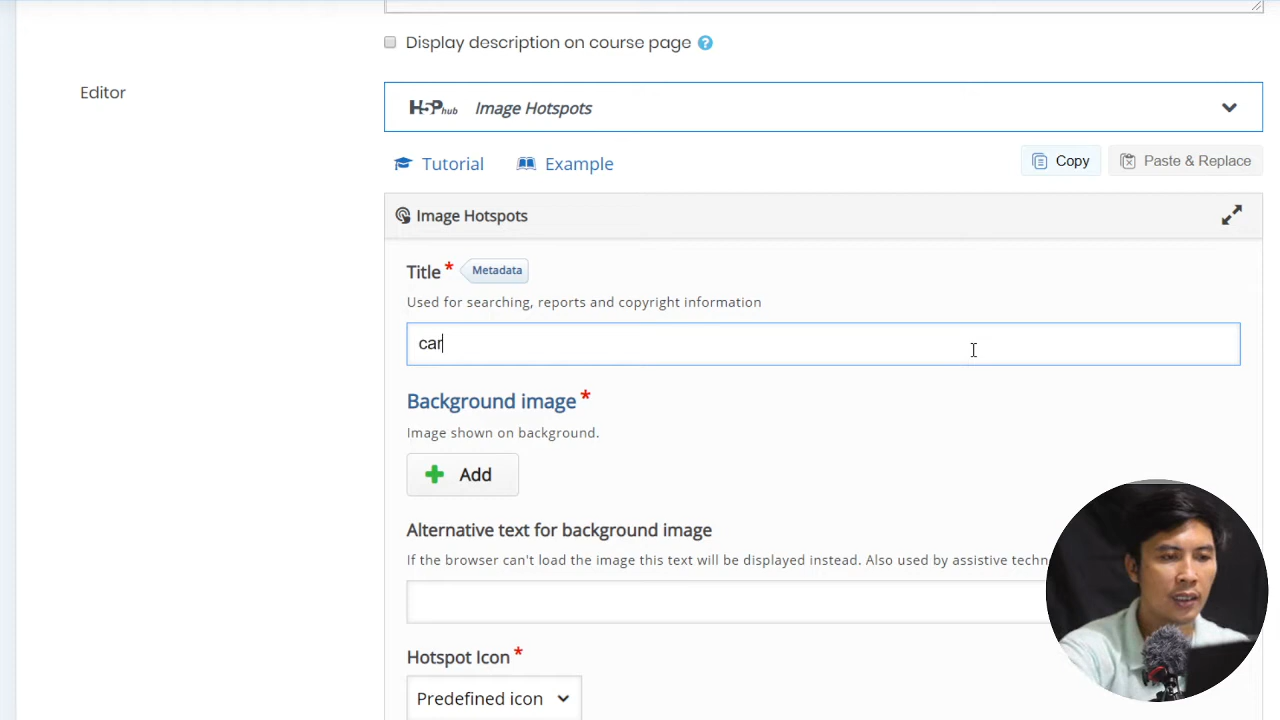 Display description on course page ?
Editor
H5P hub Image Hotspots
Tutorial Example Copy Paste & Replace
Image Hotspots
Title * Metadata
Used for searching, reports and copyright information
car
Background image *
Image shown on background.
Add
Alternative text for background image
If the browser can't load the image this text will be displayed instead. Also used by assistive
Hotspot Icon *
Predefined icon